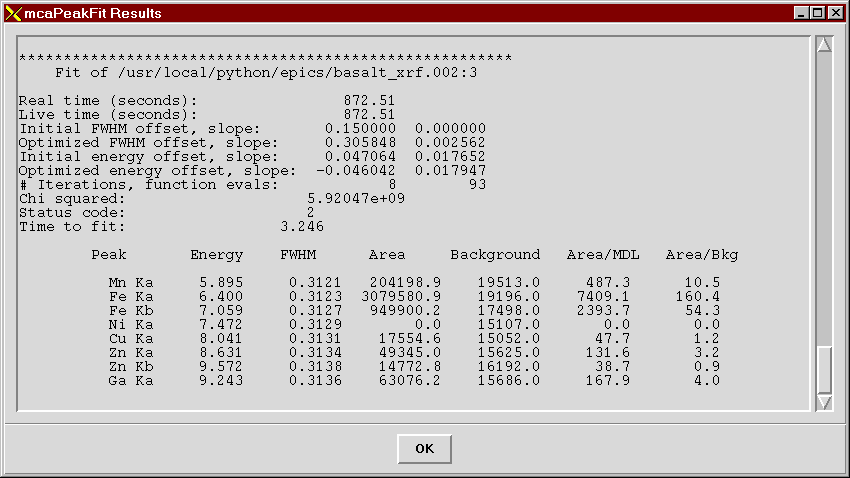 mcaPeakFit Results
*******************************************************
Fit of /usr/local/python/epics/basalt_xrf.002:3
Real time (seconds): 872.51
Live time (seconds): 872.51
Initial FWHM offset, slope: 0.150000 0.000000
Optimized FWHM offset, slope: 0.305848 0.002562
Initial energy offset, slope: 0.047064 0.017652
Optimized energy offset, slope: -0.046042 0.017947
# Iterations, function evals: 8 93
Chi squared: 5.92047e+09
Status code: 2
Time to fit: 3.246
Peak Energy FWHM Area Background Area/MDL Area/Bkg
Mn Ka 5.895 0.3121 204198.9 19513.0 487.3 10.5
Fe Ka 6.400 0.3123 3079580.9 19196.0 7409.1 160.4
Fe Kb 7.059 0.3127 949900.2 17498.0 2393.7 54.3
Ni Ka 7.472 0.3129 0.0 15107.0 0.0 0.0
Cu Ka 8.041 0.3131 17554.6 15052.0 47.7 1.2
Zn Ka 8.631 0.3134 49345.0 15625.0 131.6 3.2
Zn Kb 9.572 0.3138 14772.8 16192.0 38.7 0.9
Ga Ka 9.243 0.3136 63076.2 15686.0 167.9 4.0
OK